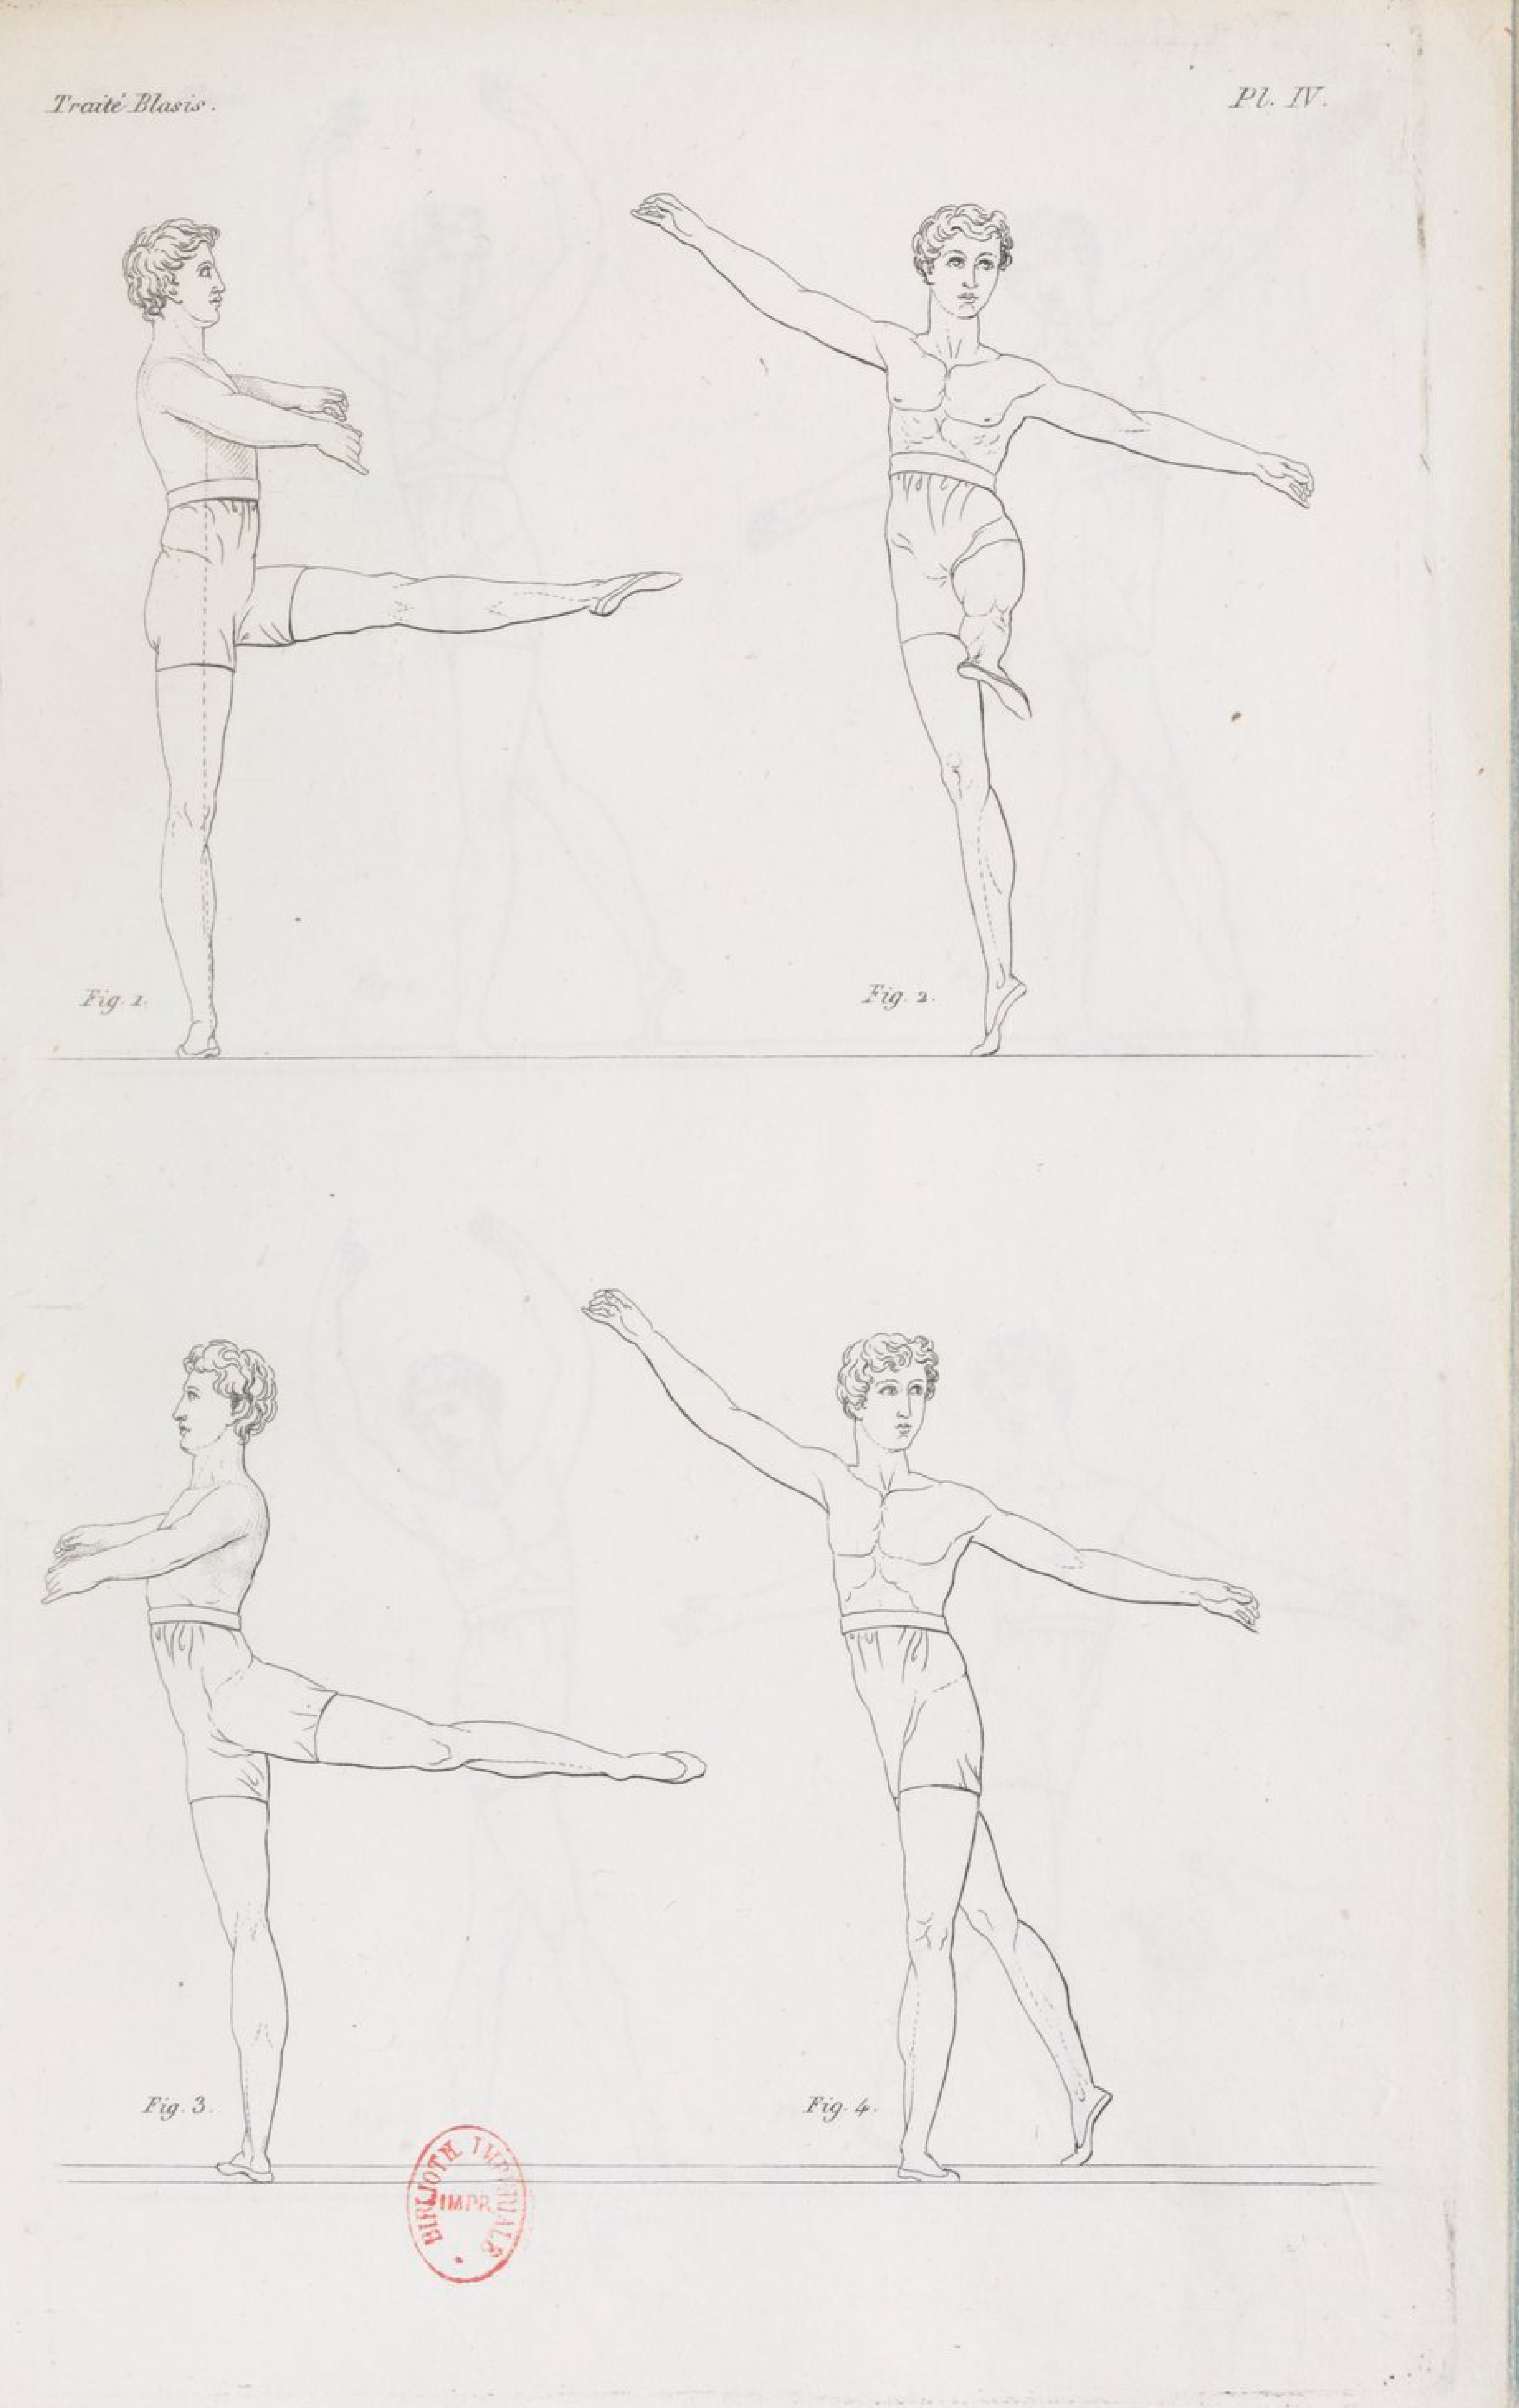 Traité Blasis.
Pl. IV.
Fig. 1.
Fig. 2.
Fig. 3.
Fig. 4.
BIBLIOTH. IMPÉRIALE
IMPR.